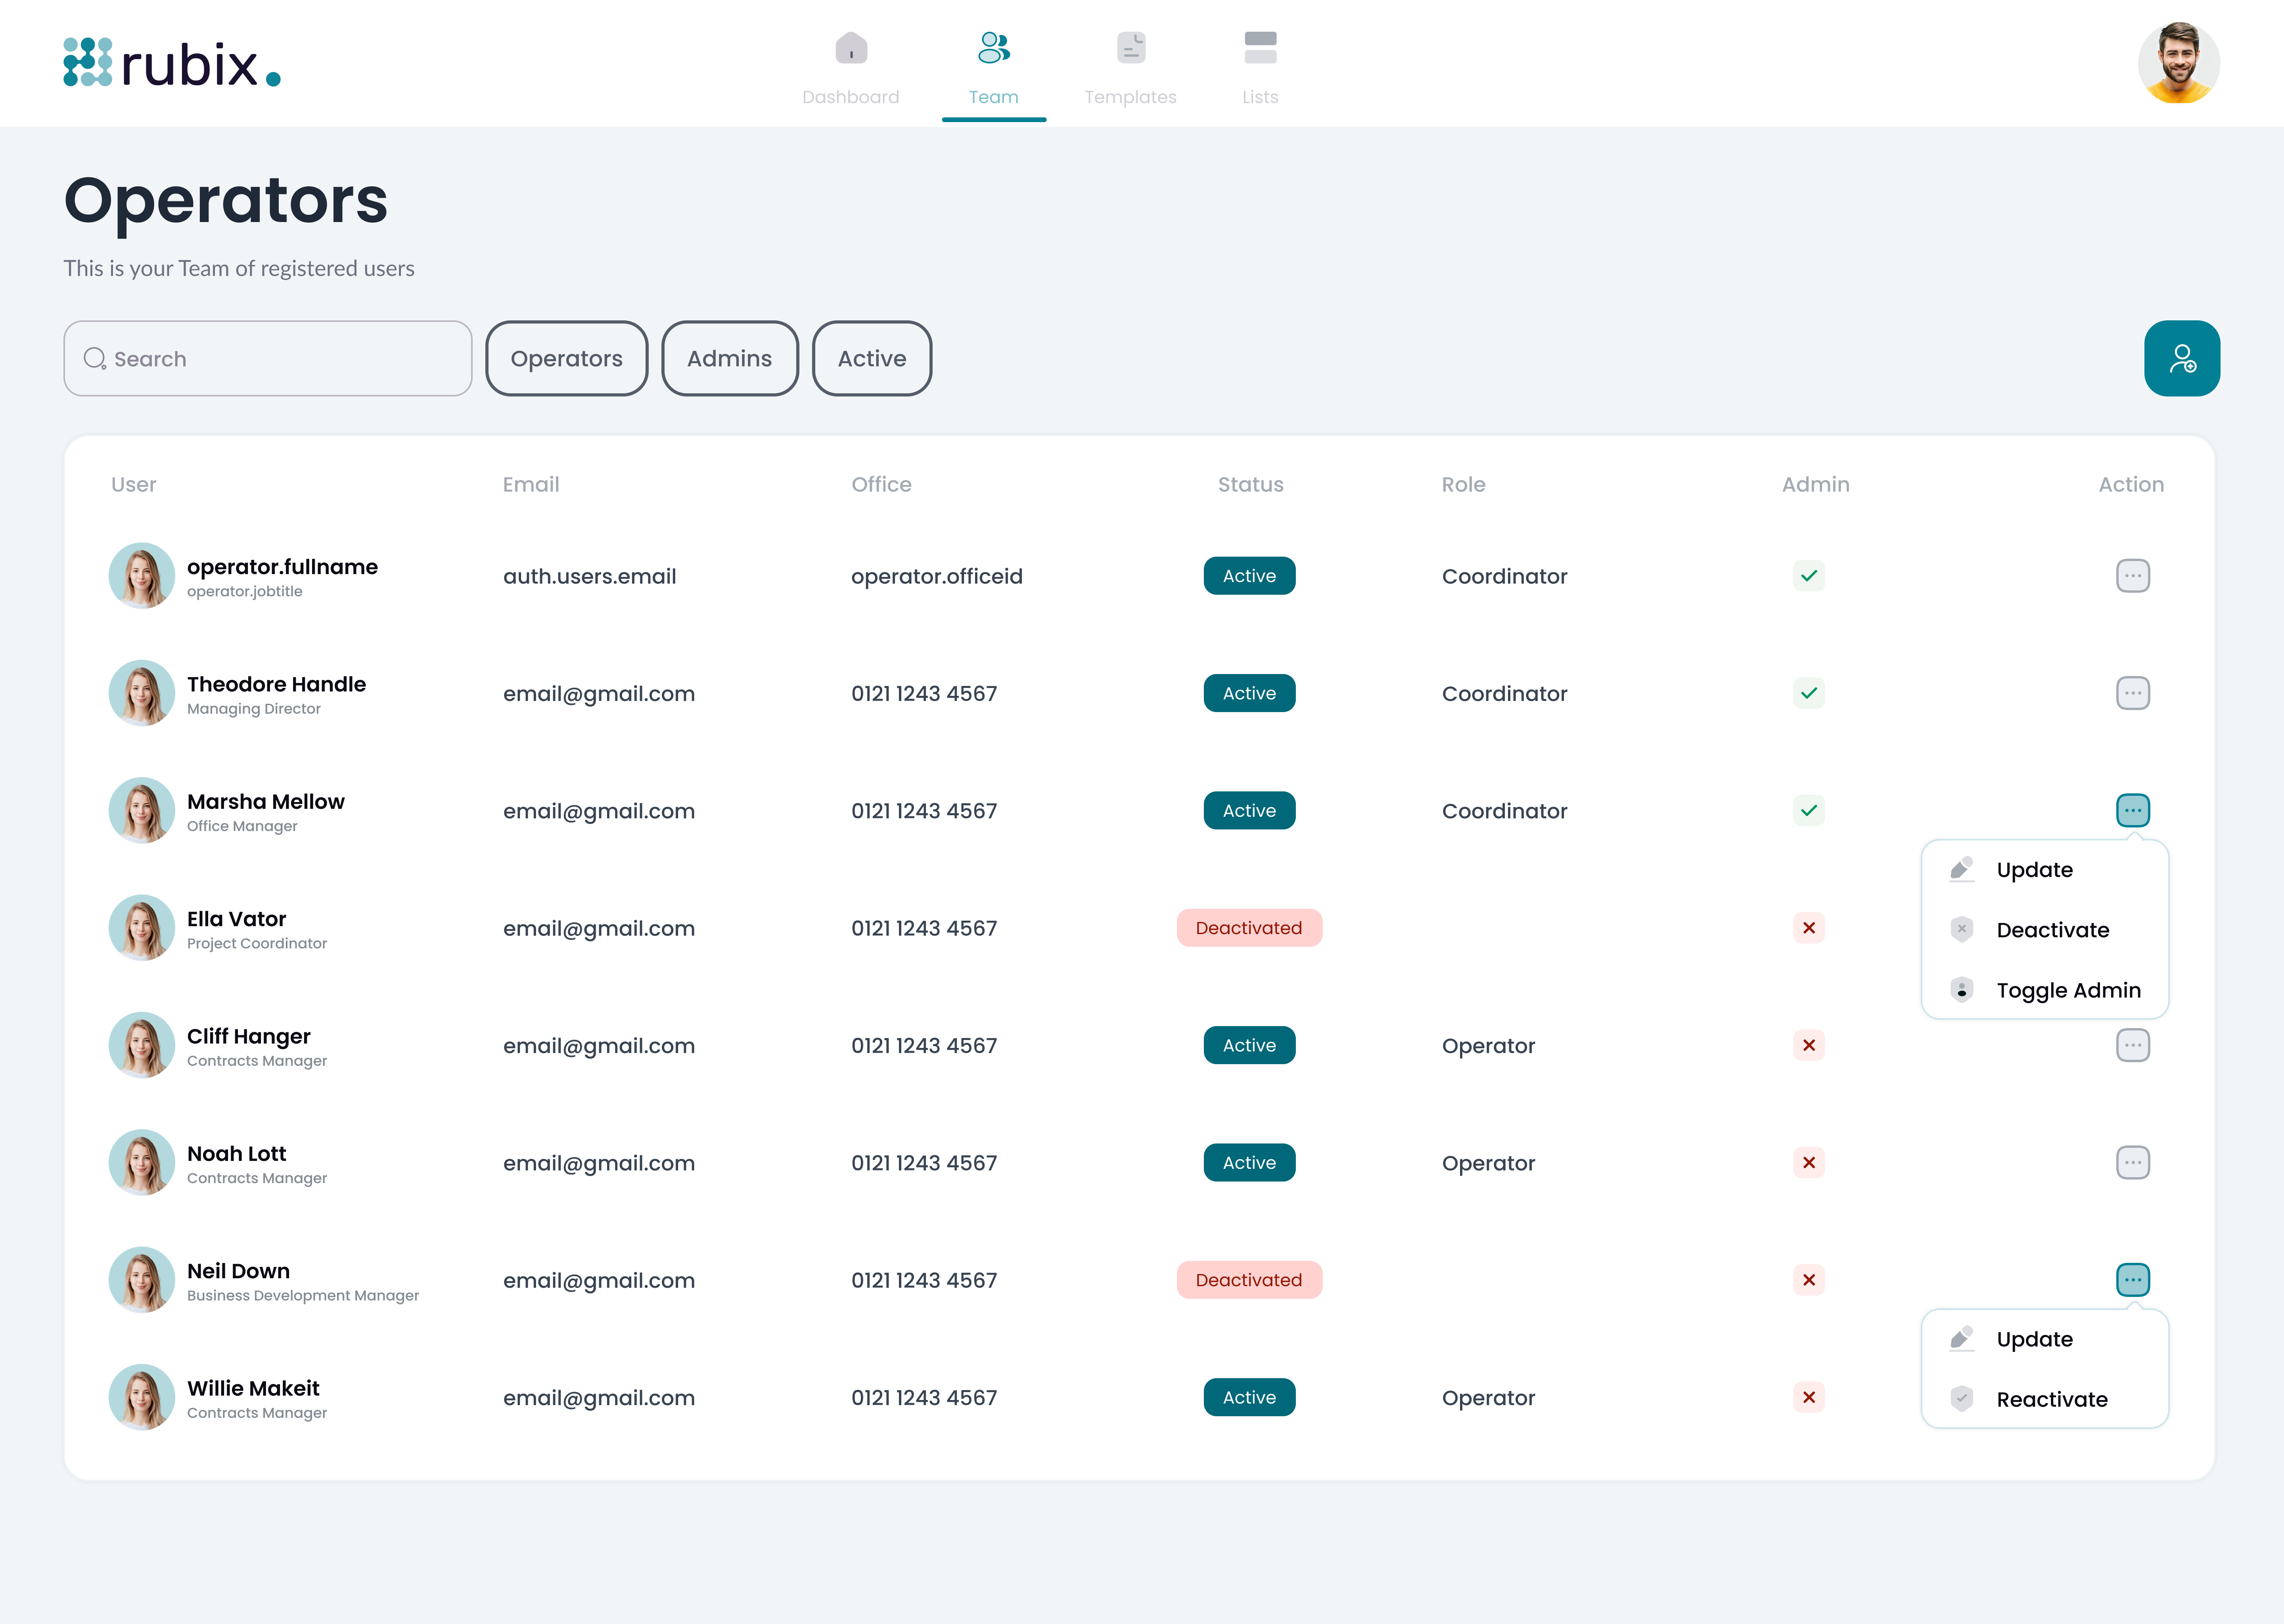 rubix.
Dashboard
Team
Templates
Lists
Operators
This is your Team of registered users
Search
Operators
Admins
Active
User Email Office Status Role Admin Action
operator.fullname
operator.jobtitle
auth.users.email operator.officeid Active Coordinator
Theodore Handle
Managing Director
email@gmail.com 0121 1243 4567 Active Coordinator
Marsha Mellow
Office Manager
email@gmail.com 0121 1243 4567 Active Coordinator
Update
Deactivate
Toggle Admin
Ella Vator
Project Coordinator
email@gmail.com 0121 1243 4567 Deactivated
Cliff Hanger
Contracts Manager
email@gmail.com 0121 1243 4567 Active Operator
Noah Lott
Contracts Manager
email@gmail.com 0121 1243 4567 Active Operator
Neil Down
Business Development Manager
email@gmail.com 0121 1243 4567 Deactivated
Update
Reactivate
Willie Makeit
Contracts Manager
email@gmail.com 0121 1243 4567 Active Operator